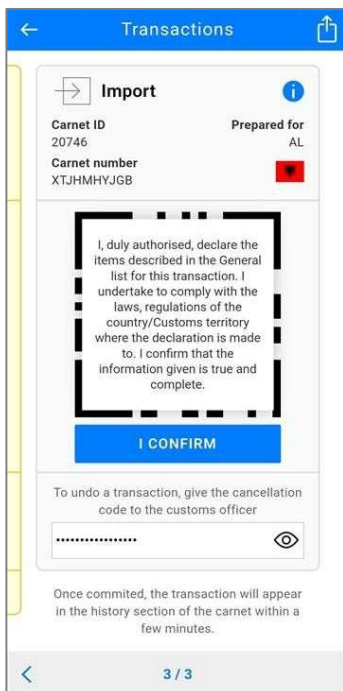 Transactions
Import
Carnet ID
Prepared for
20746
AL
Carnet number
XTJHMHYJGB
I, duly authorised, declare the
items described in the General
list for this transaction. I
undertake to comply with the
laws, regulations of the
country/Customs territory
where the declaration is made
to. I confirm that the
information given is true and
complete.
I CONFIRM
To undo a transaction, give the cancellation
code to the customs officer
•••••••••••••••••
Once commited, the transaction will appear
in the history section of the carnet within a
few minutes.
3 / 3